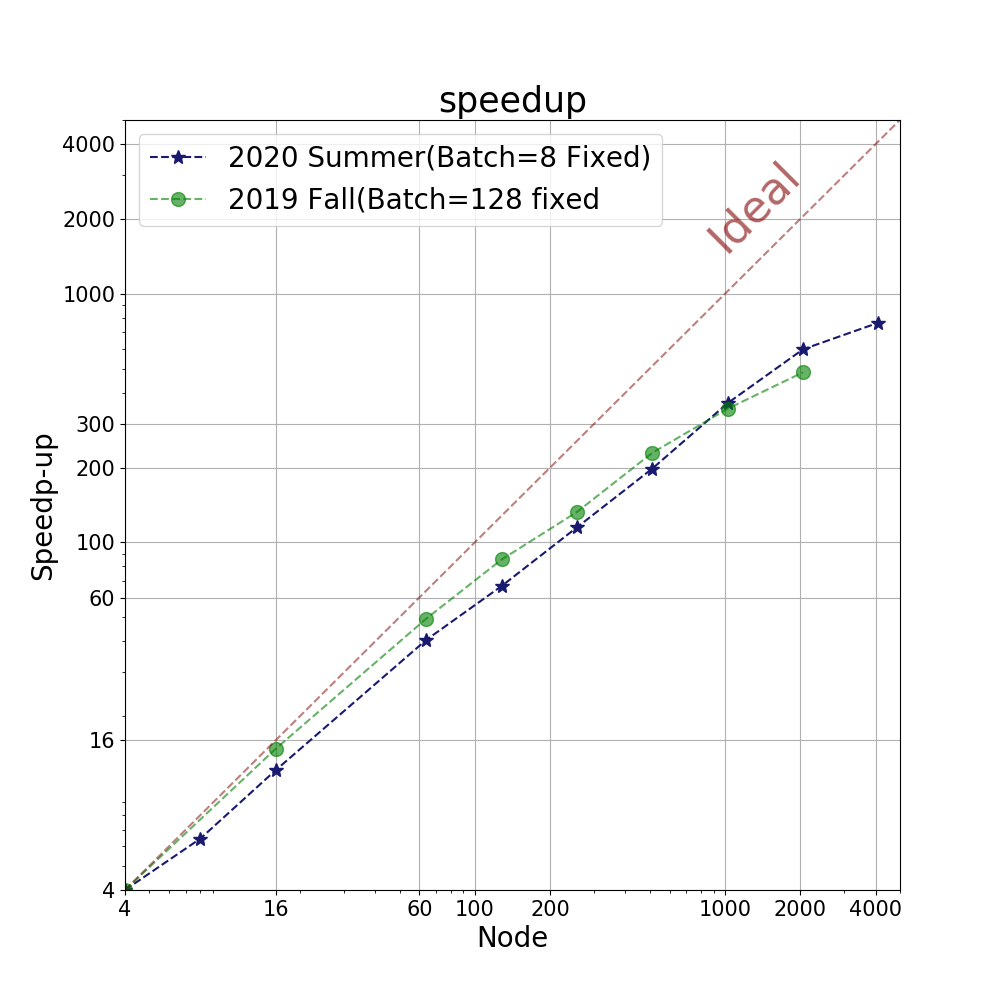 speedup
2020 Summer(Batch=8 Fixed)
2019 Fall(Batch=128 fixed
Ideal
Speedp-up
4000
2000
1000
300
200
100
60
16
4
4 16 60 100 200 1000 2000 4000
Node